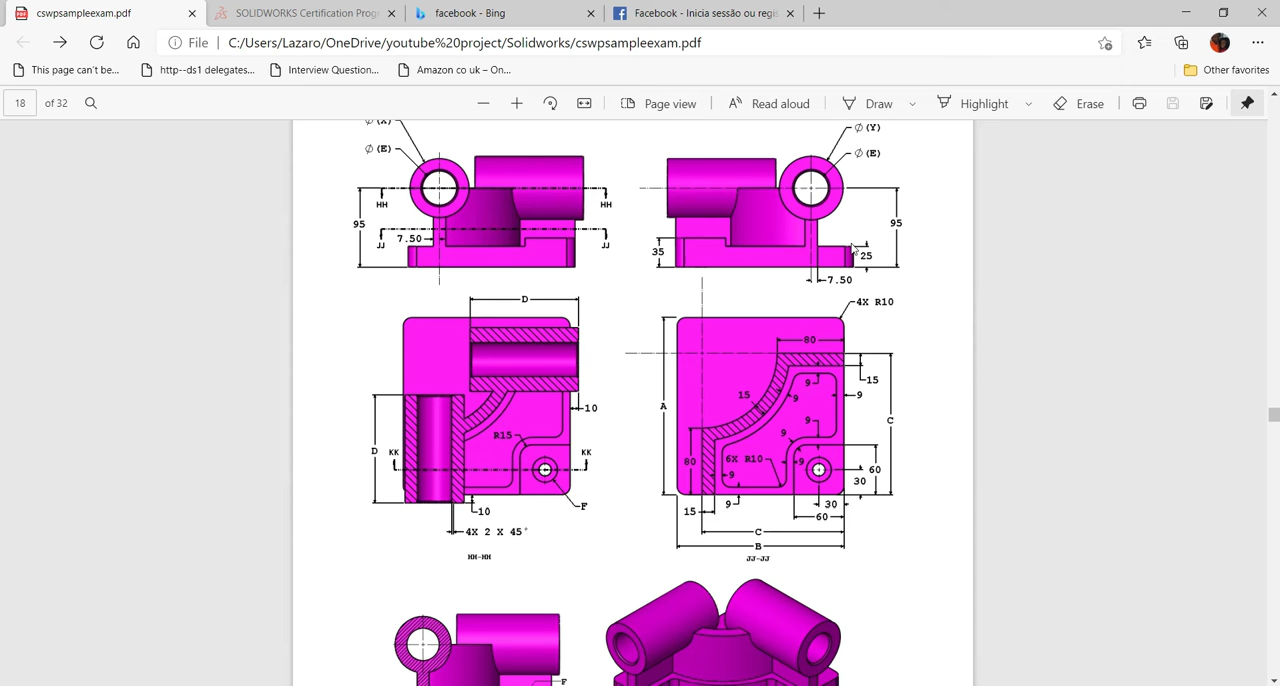 cswpsampleexam.pdf
SOLIDWORKS Certification Prog
facebook - Bing
Facebook - Inicia sessão ou regis
File
C:/Users/Lazaro/OneDrive/youtube%20project/Solidworks/cswpsampleexam.pdf
This page can't be...
http--ds1 delegates...
Interview Question...
Amazon co uk – On...
Other favorites
18 of 32
Page view
Read aloud
Draw
Highlight
Erase
Ø (X)
Ø (E)
HH HH
95
7.50
JJ JJ
Ø (Y)
Ø (E)
95
35
25
7.50
D
10
R15
D
KK KK
10
F
4X 2 X 45°
HH-HH
4X R10
80
15
9
15
9
9
A
9
C
9
80
6X R10
9
9
60
30
15
9
30
60
C
B
JJ-JJ
F